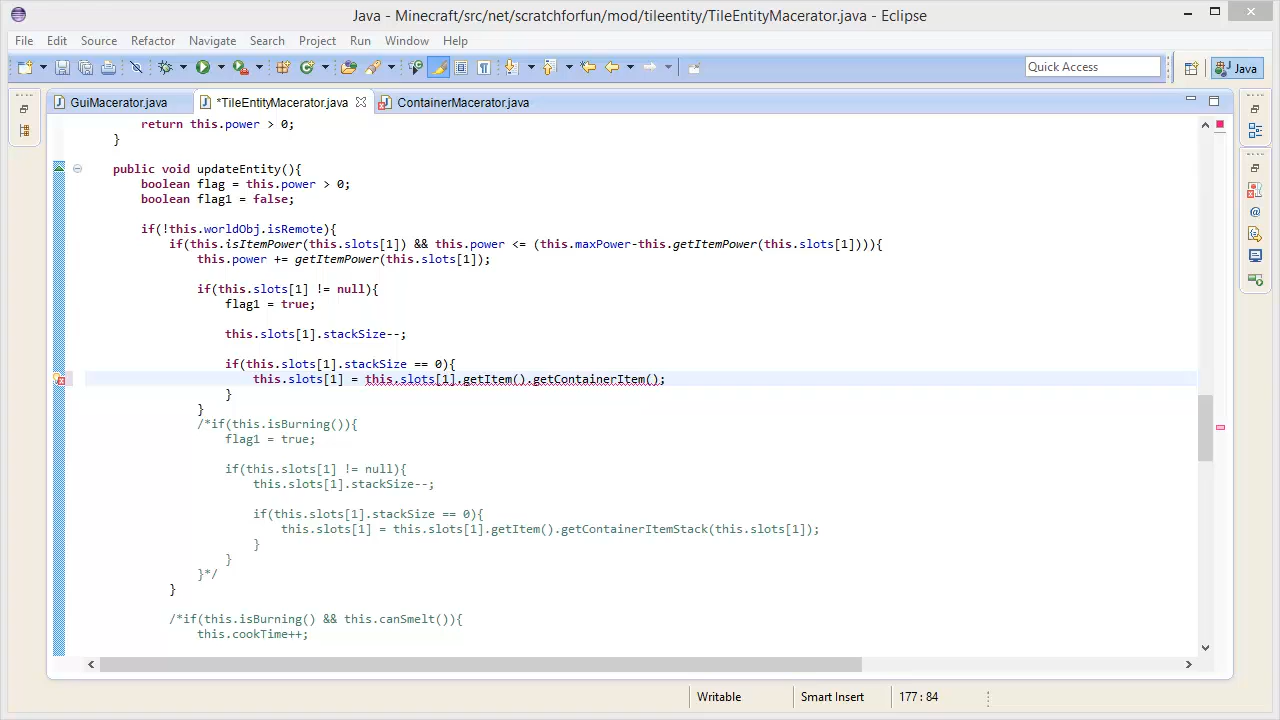 Java - Minecraft/src/net/scrathforfun/mod/tileentity/TileEntityMacerator.java - Eclipse
File Edit Source Refactor Navigate Search Project Run Window Help
Quick Access
Java
GuiMacerator.java
*TileEntityMacerator.java
ContainerMacerator.java
return this.power > 0;
}
public void updateEntity(){
boolean flag = this.power > 0;
boolean flag1 = false;
if(!this.worldObj.isRemote){
if(this.isItemPower(this.slots[1]) && this.power <= (this.maxPower-this.getItemPower(this.slots[1]))){
this.power += getItemPower(this.slots[1]);
if(this.slots[1] != null){
flag1 = true;
this.slots[1].stackSize--;
if(this.slots[1].stackSize == 0){
this.slots[1] = this.slots[1].getItem().getContainerItem();
}
}
/*if(this.isBurning()){
flag1 = true;
if(this.slots[1] != null){
this.slots[1].stackSize--;
if(this.slots[1].stackSize == 0){
this.slots[1] = this.slots[1].getItem().getContainerItemStack(this.slots[1]);
}
}
}*/
}
/*if(this.isBurning() && this.canSmelt()){
this.cookTime++;
Writable
Smart Insert
177 : 84